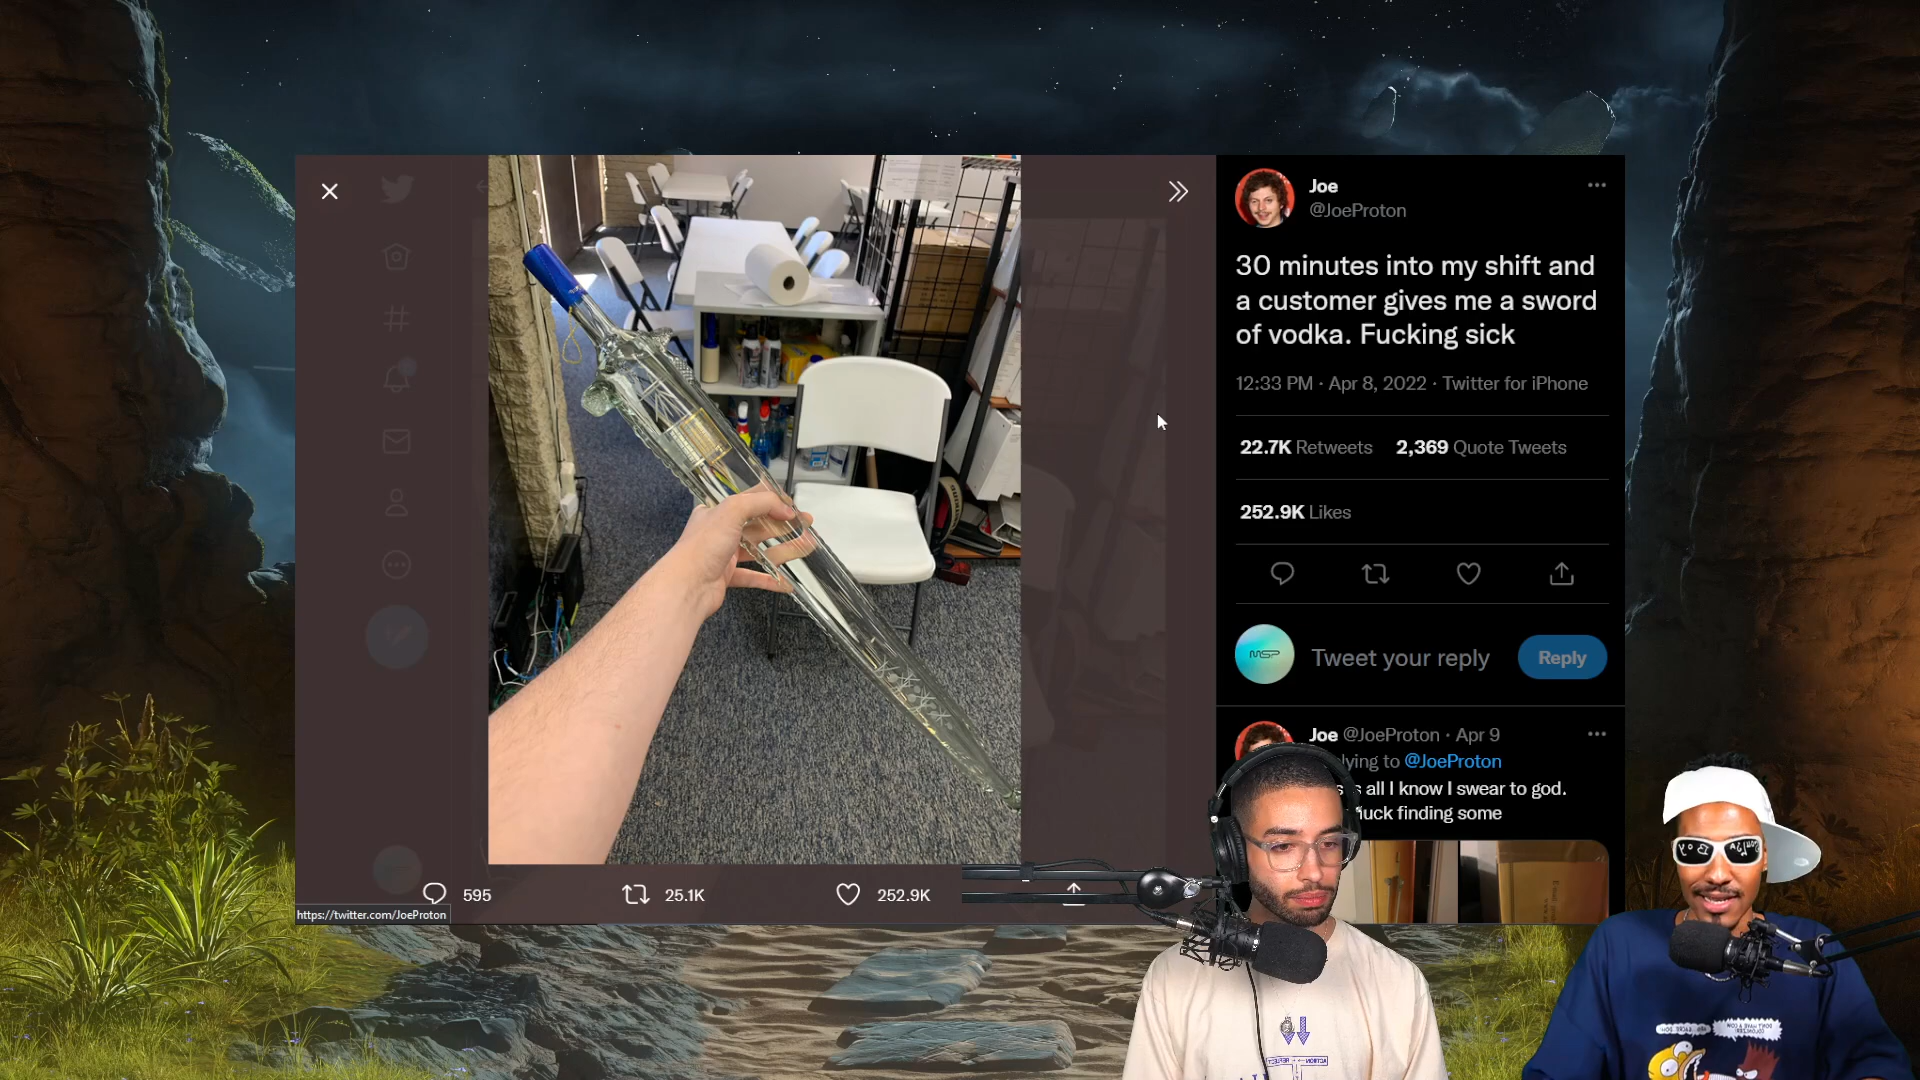 Joe
@JoeProton
30 minutes into my shift and
a customer gives me a sword
of vodka. Fucking sick
12:33 PM · Apr 8, 2022 · Twitter for iPhone
22.7K Retweets 2,369 Quote Tweets
252.9K Likes
MSP
Tweet your reply
Reply
Joe @JoeProton · Apr 9
lying to @JoeProton
all I know I swear to god.
finding some
595
25.1K
252.9K
https://twitter.com/JoeProton